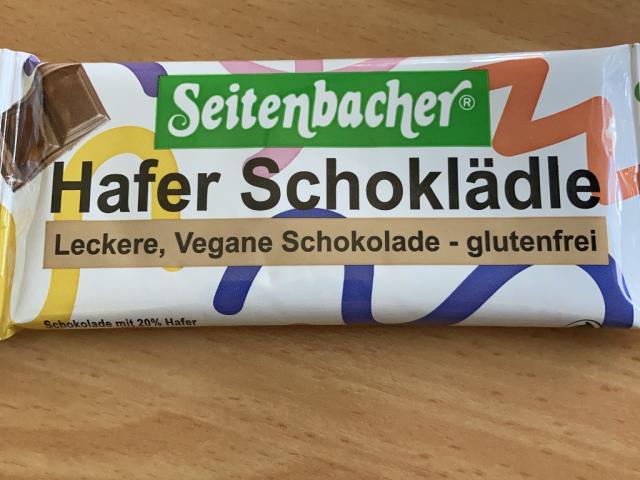 Seitenbacher®
Hafer Schoklädle
Leckere, Vegane Schokolade - glutenfrei
Schokolade mit 20% Hafer